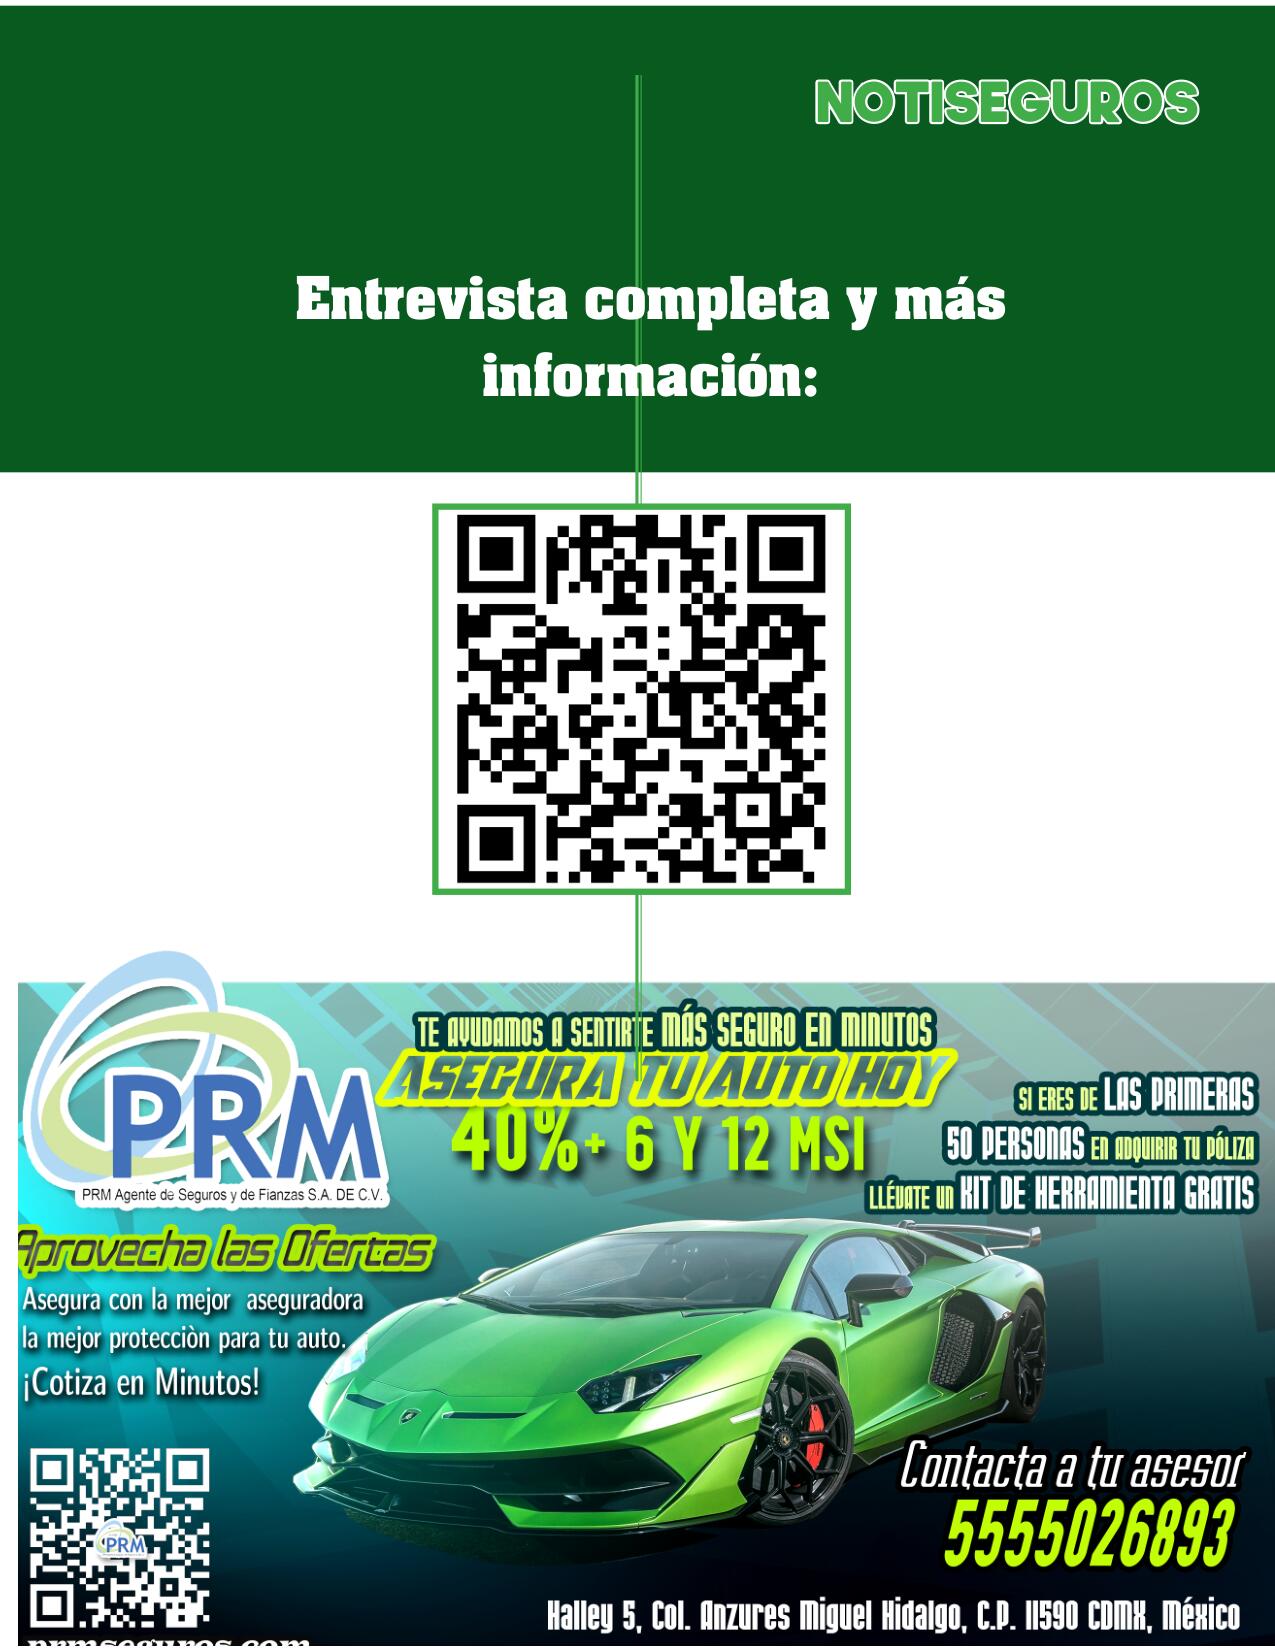 NOTISEGUROS
Entrevista completa y más
información:
TE AYUDAMOS A SENTIRTE MÁS SEGURO EN MINUTOS
ASEGURA TU AUTO HOY
40%+ 6 Y 12 MSI
SI ERES DE LAS PRIMERAS
50 PERSONAS EN ADQUIRIR TU PÓLIZA
LLÉVATE UN KIT DE HERRAMIENTA GRATIS
PRM
PRM Agente de Seguros y de Fianzas S.A. DE C.V.
Aprovecha las Ofertas
Asegura con la mejor aseguradora
la mejor protecciòn para tu auto.
¡Cotiza en Minutos!
PRM
Contacta a tu asesor
5555026893
Halley 5, Col. Anzures Miguel Hidalgo, C.P. 11590 CDMX, México
prmseguros.com